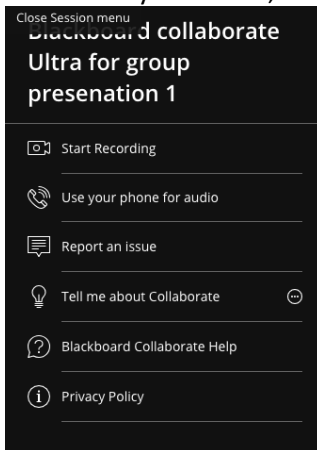 Close Session menu
Blackboard collaborate
Ultra for group
presenation 1
Start Recording
Use your phone for audio
Report an issue
Tell me about Collaborate
Blackboard Collaborate Help
Privacy Policy